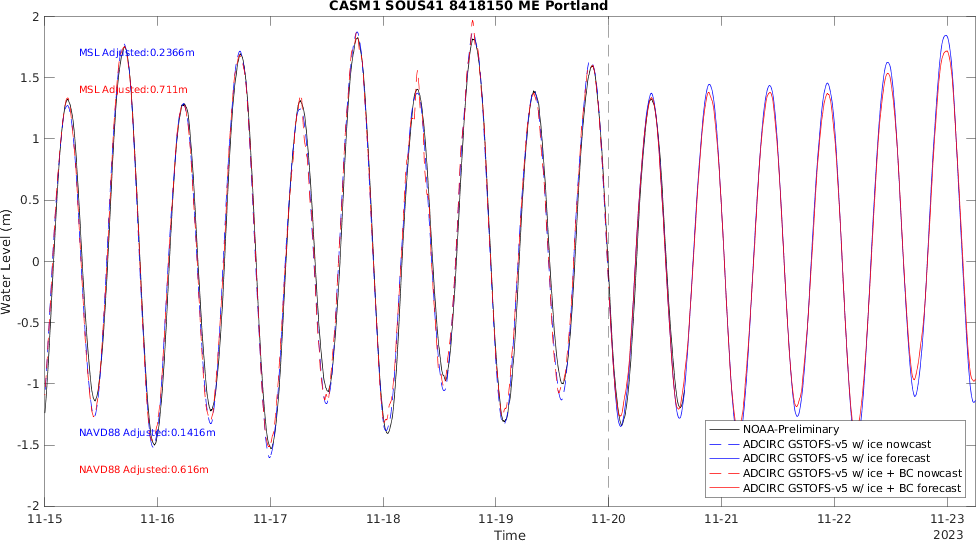 CASM1 SOUS41 8418150 ME Portland
2
1.5
1
0.5
0
-0.5
-1
-1.5
-2
Water Level (m)
MSL Adjusted:0.2366m
MSL Adjusted:0.711m
NAVD88 Adjusted:0.1416m
NAVD88 Adjusted:0.616m
NOAA-Preliminary
ADCIRC GSTOFS-v5 w/ ice nowcast
ADCIRC GSTOFS-v5 w/ ice forecast
ADCIRC GSTOFS-v5 w/ ice + BC nowcast
ADCIRC GSTOFS-v5 w/ ice + BC forecast
11-15 11-16 11-17 11-18 11-19 11-20 11-21 11-22 11-23
Time
2023